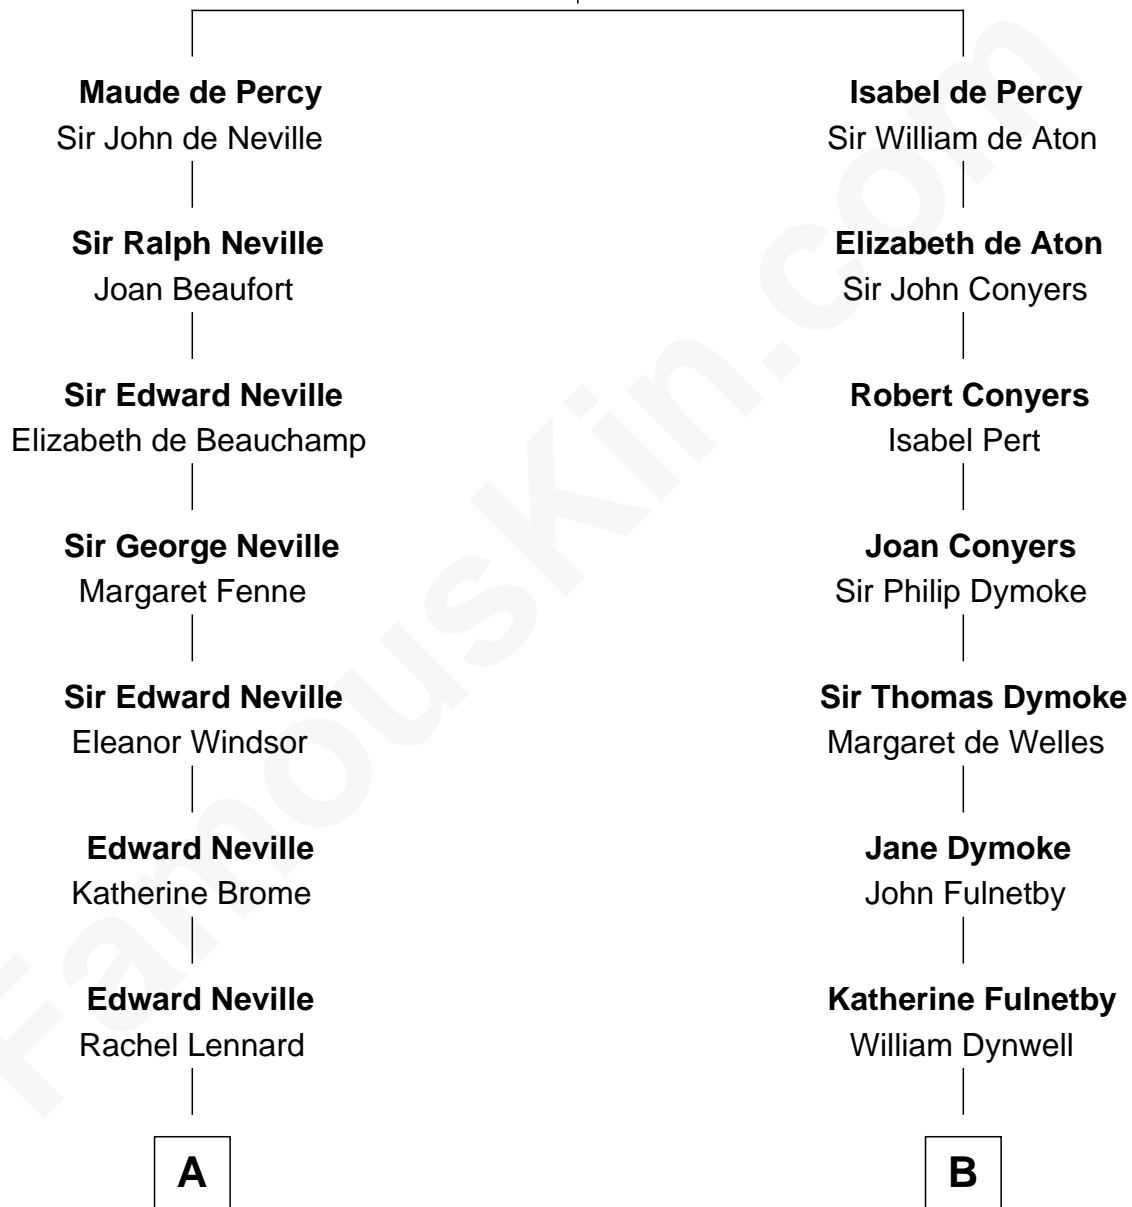 Maude de Percy
Sir John de Neville
Sir Ralph Neville
Joan Beaufort
Sir Edward Neville
Elizabeth de Beauchamp
Sir George Neville
Margaret Fenne
Sir Edward Neville
Eleanor Windsor
Edward Neville
Katherine Brome
Edward Neville
Rachel Lennard
A
Isabel de Percy
Sir William de Aton
Elizabeth de Aton
Sir John Conyers
Robert Conyers
Isabel Pert
Joan Conyers
Sir Philip Dymoke
Sir Thomas Dymoke
Margaret de Welles
Jane Dymoke
John Fulnetby
Katherine Fulnetby
William Dynwell
B
FamousKin.com